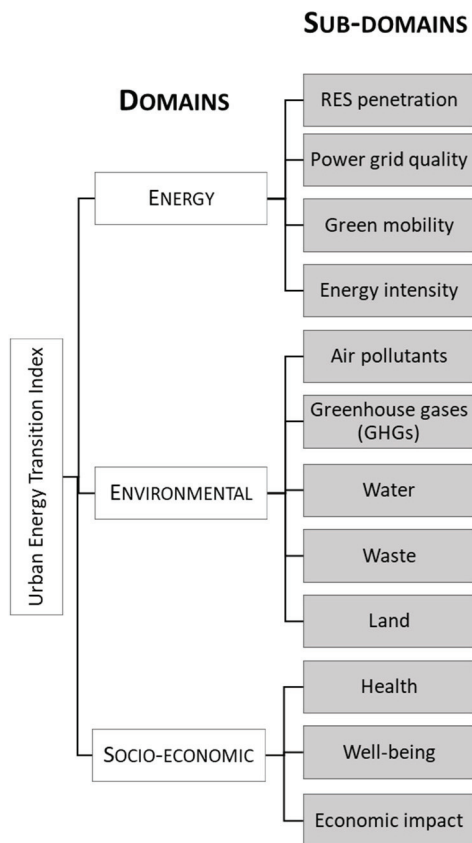 SUB-DOMAINS
DOMAINS
RES penetration
Power grid quality
ENERGY
Green mobility
Energy intensity
Urban Energy Transition Index
Air pollutants
Greenhouse gases
(GHGs)
ENVIRONMENTAL
Water
Waste
Land
Health
SOCIO-ECONOMIC
Well-being
Economic impact